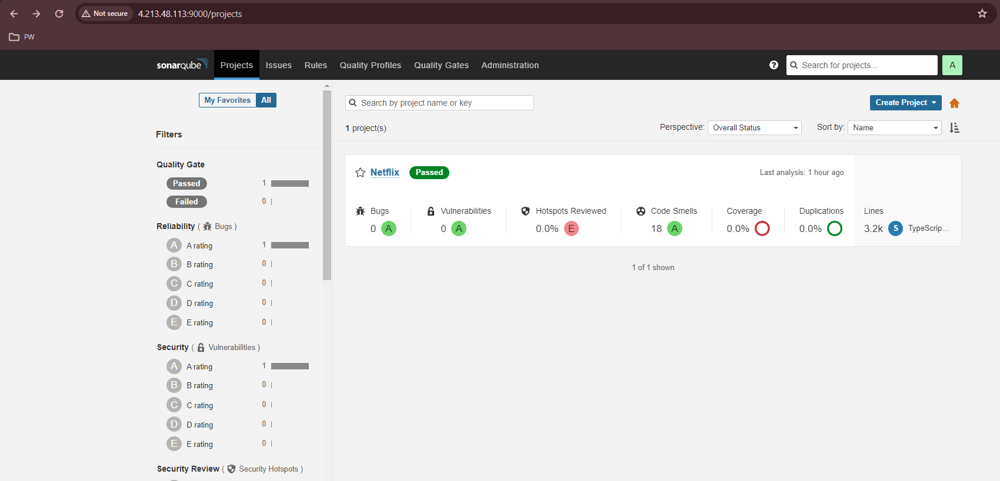 Not secure 4.213.48.113:9000/projects
PW
sonarqube Projects Issues Rules Quality Profiles Quality Gates Administration ? Search for projects... A
My Favorites All
Filters
Quality Gate
Passed 1
Failed 0
Reliability ( Bugs )
A A rating 1
B B rating 0
C C rating 0
D D rating 0
E E rating 0
Security ( Vulnerabilities )
A A rating 1
B B rating 0
C C rating 0
D D rating 0
E E rating 0
Security Review ( Security Hotspots )
Search by project name or key Create Project
1 project(s) Perspective: Overall Status Sort by: Name
Netflix Passed Last analysis: 1 hour ago
Bugs Vulnerabilities Hotspots Reviewed Code Smells Coverage Duplications Lines
0 A 0 A 0.0% E 18 A 0.0% 0.0% 3.2k S TypeScrip...
1 of 1 shown